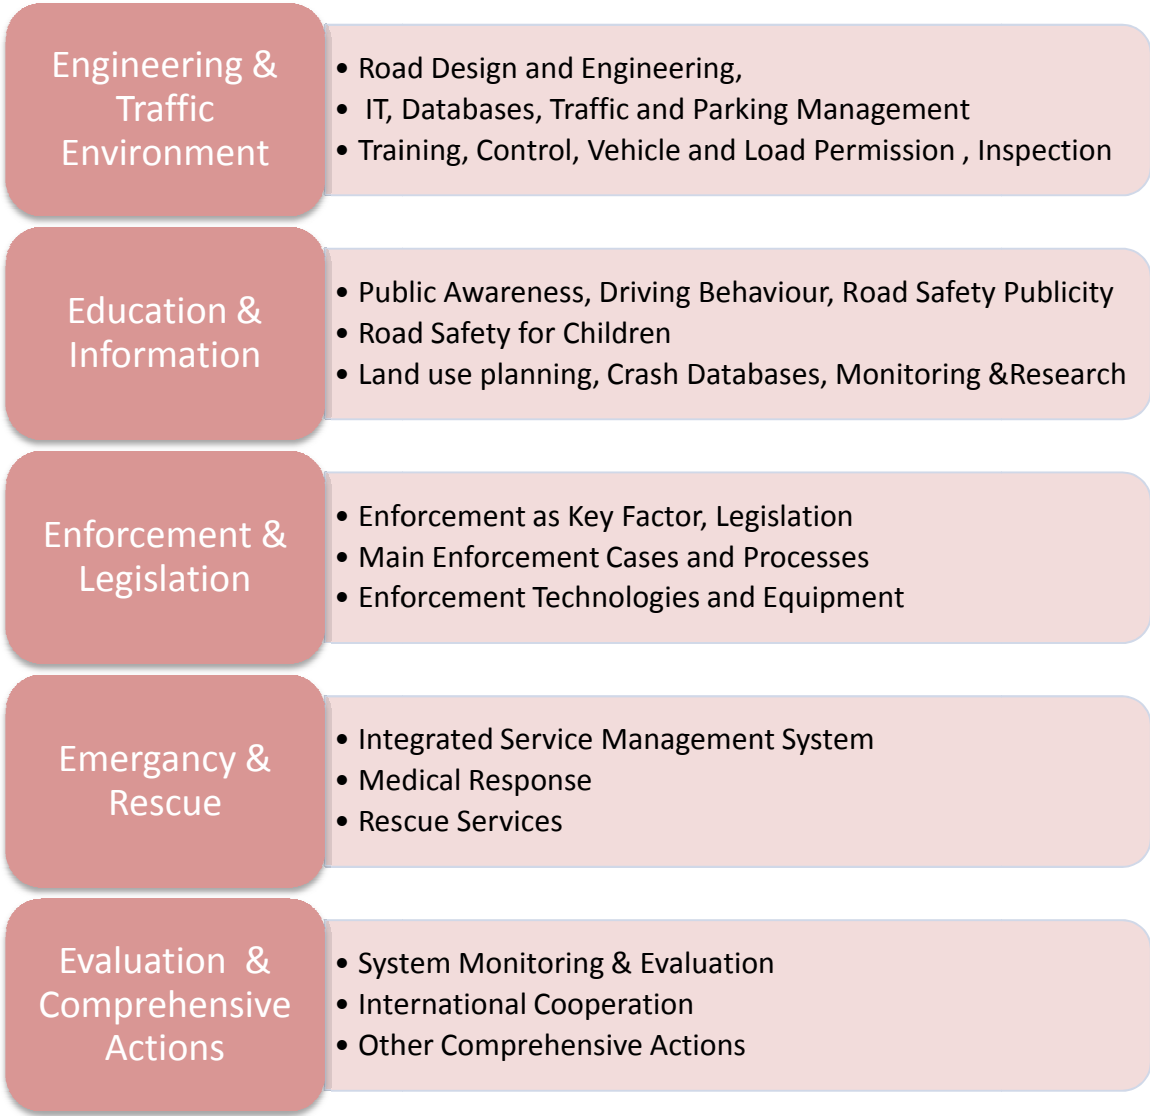 Engineering &
Traffic
Environment
• Road Design and Engineering,
• IT, Databases, Traffic and Parking Management
• Training, Control, Vehicle and Load Permission , Inspection
Education &
Information
• Public Awareness, Driving Behaviour, Road Safety Publicity
• Road Safety for Children
• Land use planning, Crash Databases, Monitoring &Research
Enforcement &
Legislation
• Enforcement as Key Factor, Legislation
• Main Enforcement Cases and Processes
• Enforcement Technologies and Equipment
Emergancy &
Rescue
• Integrated Service Management System
• Medical Response
• Rescue Services
Evaluation &
Comprehensive
Actions
• System Monitoring & Evaluation
• International Cooperation
• Other Comprehensive Actions